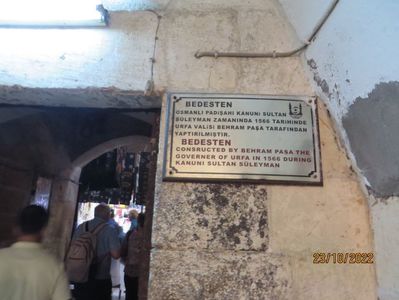 BEDESTEN
OSMANLI PADİŞAHI KANUNİ SULTAN
SÜLEYMAN ZAMANINDA 1566 TARİHİNDE
URFA VALİSİ BEHRAM PAŞA TARAFINDAN
YAPTIRILMIŞTIR.
BEDESTEN
CONSRUCTED BY BEHRAM PASA THE
GOVERNER OF URFA IN 1566 DURING
KANUNİ SULTAN SÜLEYMAN
23/10/2022